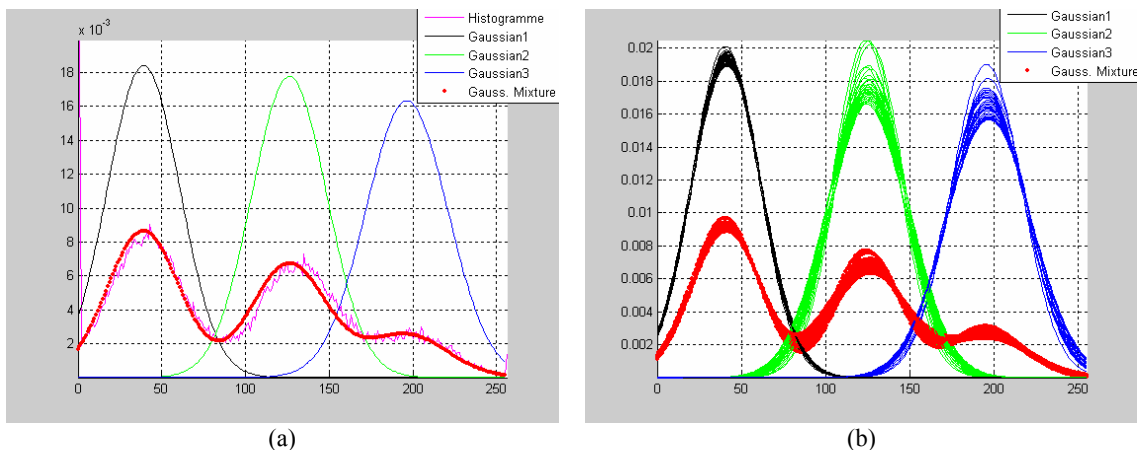 x 10⁻³
Histogramme
Gaussian1
Gaussian2
Gaussian3
Gauss. Mixture
18
16
14
12
10
8
6
4
2
0 50 100 150 200 250
(a)
Gaussian1
Gaussian2
Gaussian3
Gauss. Mixture
0.02
0.018
0.016
0.014
0.012
0.01
0.008
0.006
0.004
0.002
0 50 100 150 200 250
(b)